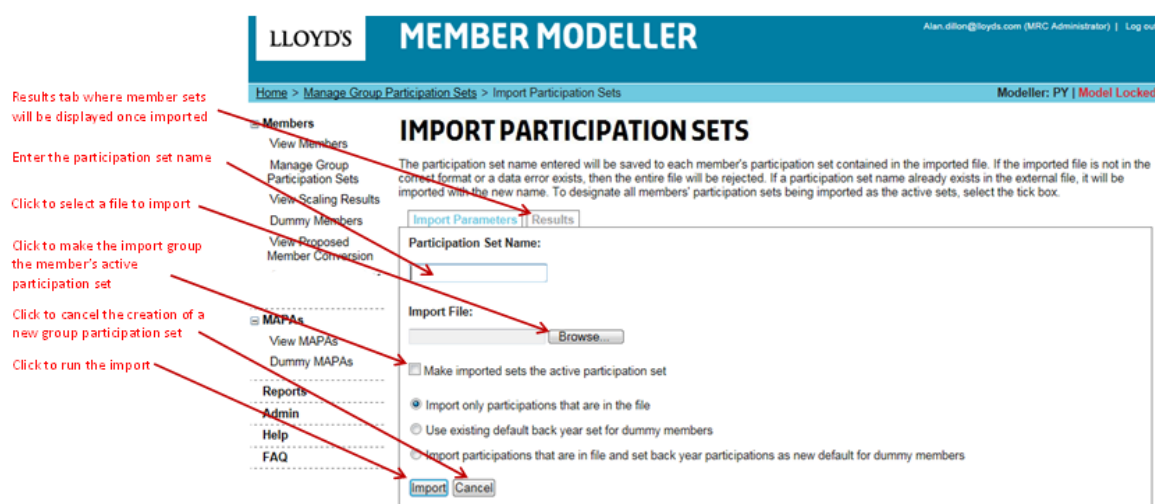 LLOYD'S
MEMBER MODELLER
Alan.dillon@lloyds.com (MRC Administrator) | Log out
Home > Manage Group Participation Sets > Import Participation Sets
Modeller: PY | Model Locked
Results tab where member sets
will be displayed once imported
Enter the participation set name
Click to select a file to import
Click to make the import group
the member's active
participation set
Click to cancel the creation of a
new group participation set
Click to run the import
Members
View Members
Manage Group
Participation Sets
View Scaling Results
Dummy Members
View Proposed
Member Conversion
MAPAs
View MAPAs
Dummy MAPAs
Reports
Admin
Help
FAQ
IMPORT PARTICIPATION SETS
The participation set name entered will be saved to each member's participation set contained in the imported file. If the imported file is not in the
correct format or a data error exists, then the entire file will be rejected. If a participation set name already exists in the external file, it will be
imported with the new name. To designate all members' participation sets being imported as the active sets, select the tick box.
Import Parameters
Results
Participation Set Name:
Import File:
Browse...
Make imported sets the active participation set
Import only participations that are in the file
Use existing default back year set for dummy members
Import participations that are in file and set back year participations as new default for dummy members
Import
Cancel